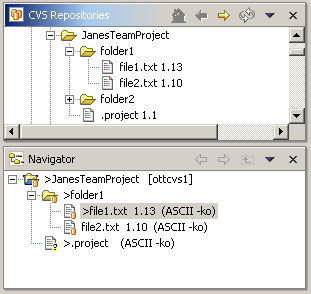 CVS Repositories
JanesTeamProject
folder1
file1.txt 1.13
file2.txt 1.10
folder2
.project 1.1
Navigator
>JanesTeamProject [ottcvs1]
>folder1
>file1.txt 1.13 (ASCII -ko)
file2.txt 1.10 (ASCII -ko)
>.project (ASCII -ko)